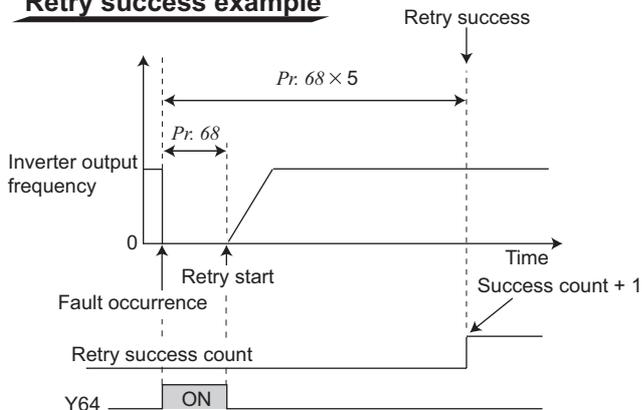 Retry success example
Retry success
Pr. 68 × 5
Pr. 68
Inverter output
frequency
0
Time
Retry start
Success count + 1
Fault occurrence
Retry success count
Y64
ON